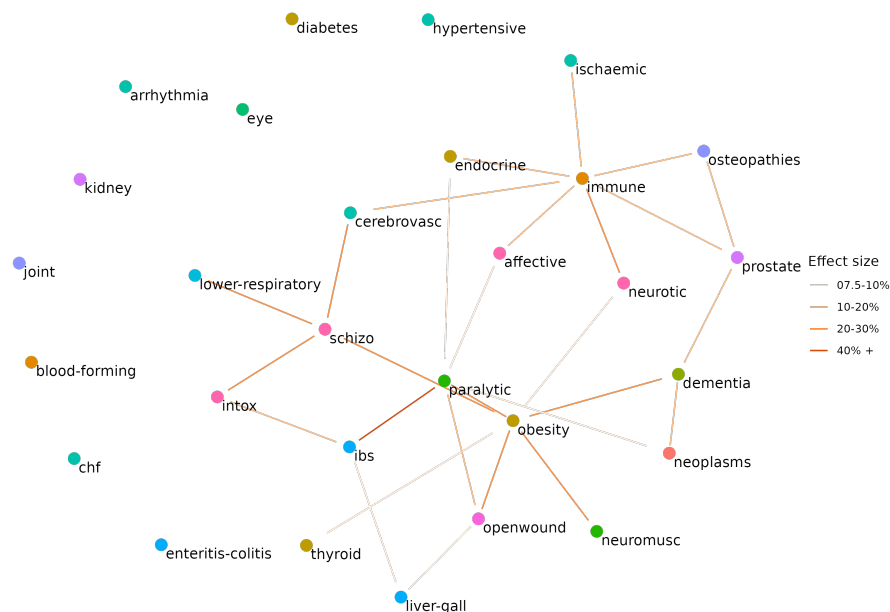 diabetes
hypertensive
ischaemic
arrhythmia
eye
osteopathies
endocrine
immune
kidney
cerebrovasc
affective
prostate
Effect size
joint
lower-respiratory
neurotic
07.5-10%
10-20%
20-30%
40% +
schizo
blood-forming
paralytic
dementia
intox
obesity
ibs
neoplasms
chf
openwound
neuromusc
enteritis-colitis
thyroid
liver-gall